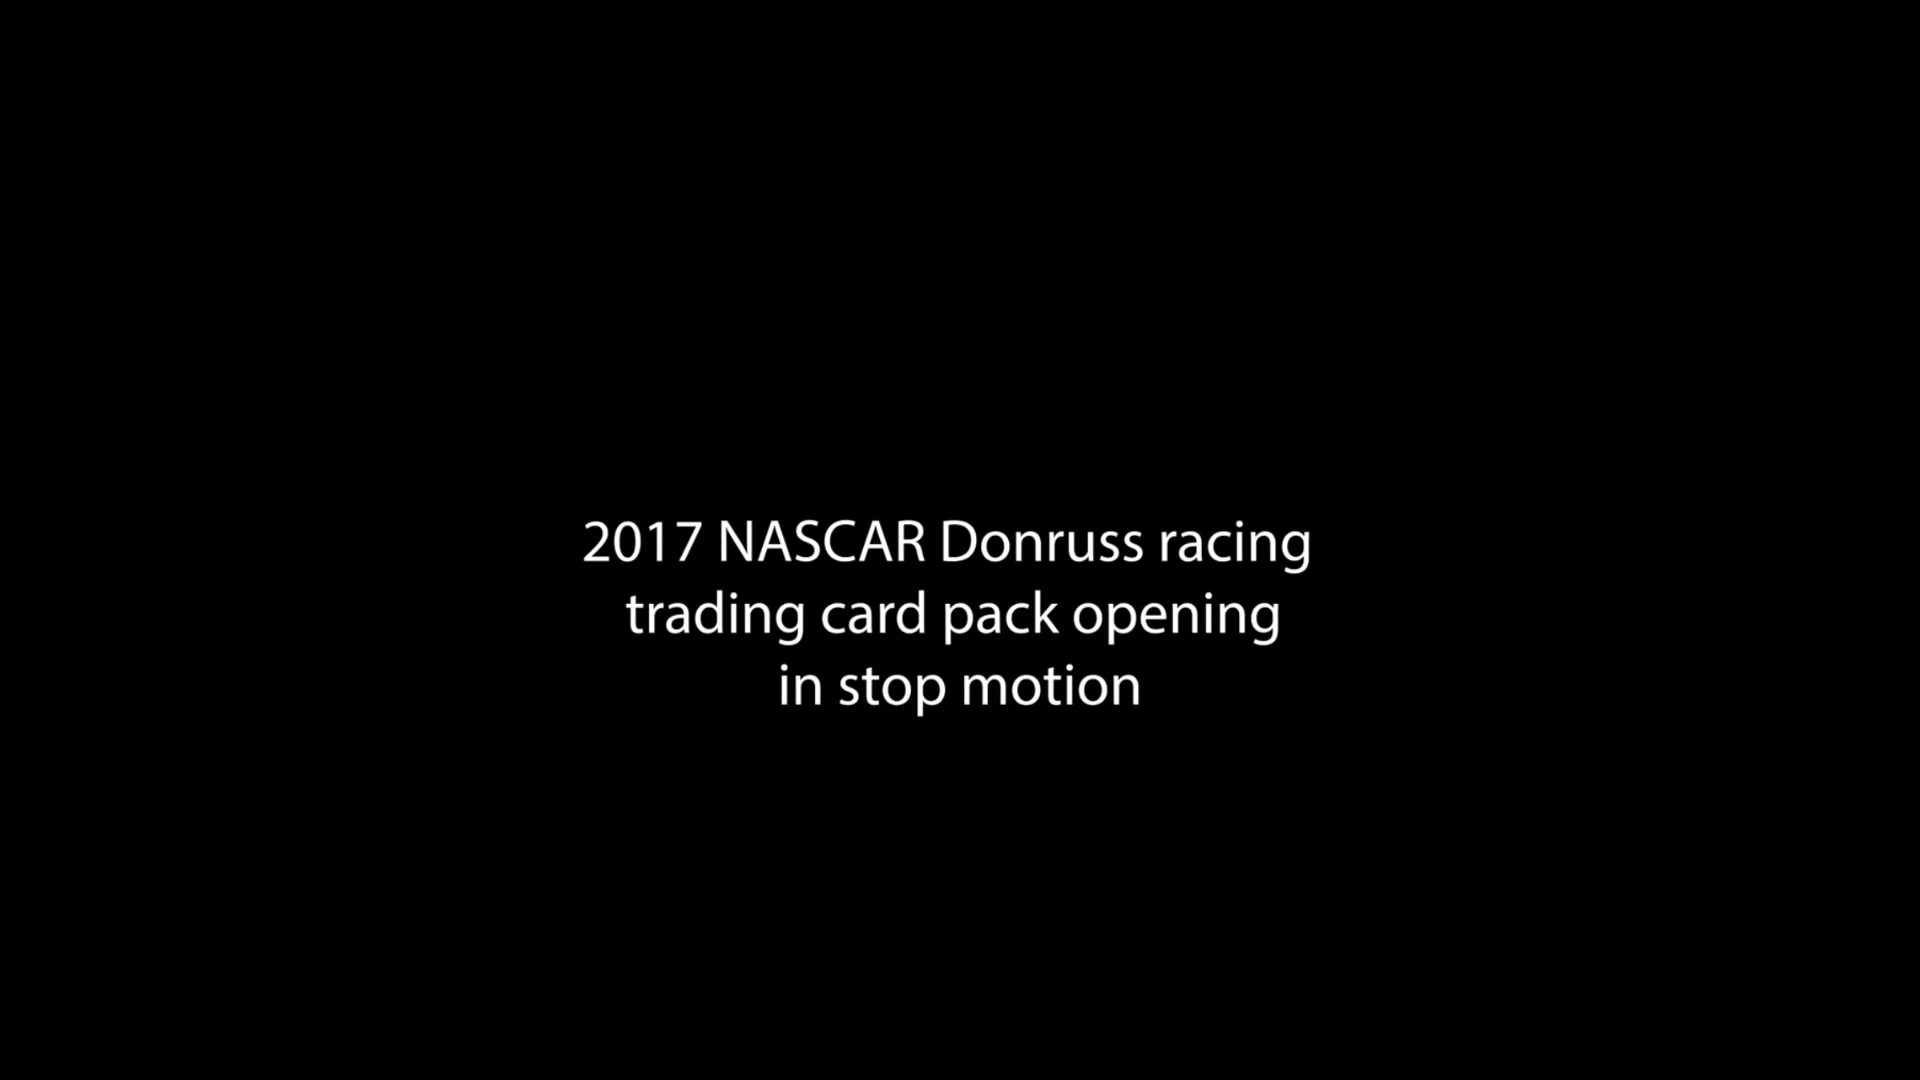 2017 NASCAR Donruss racing
trading card pack opening
in stop motion